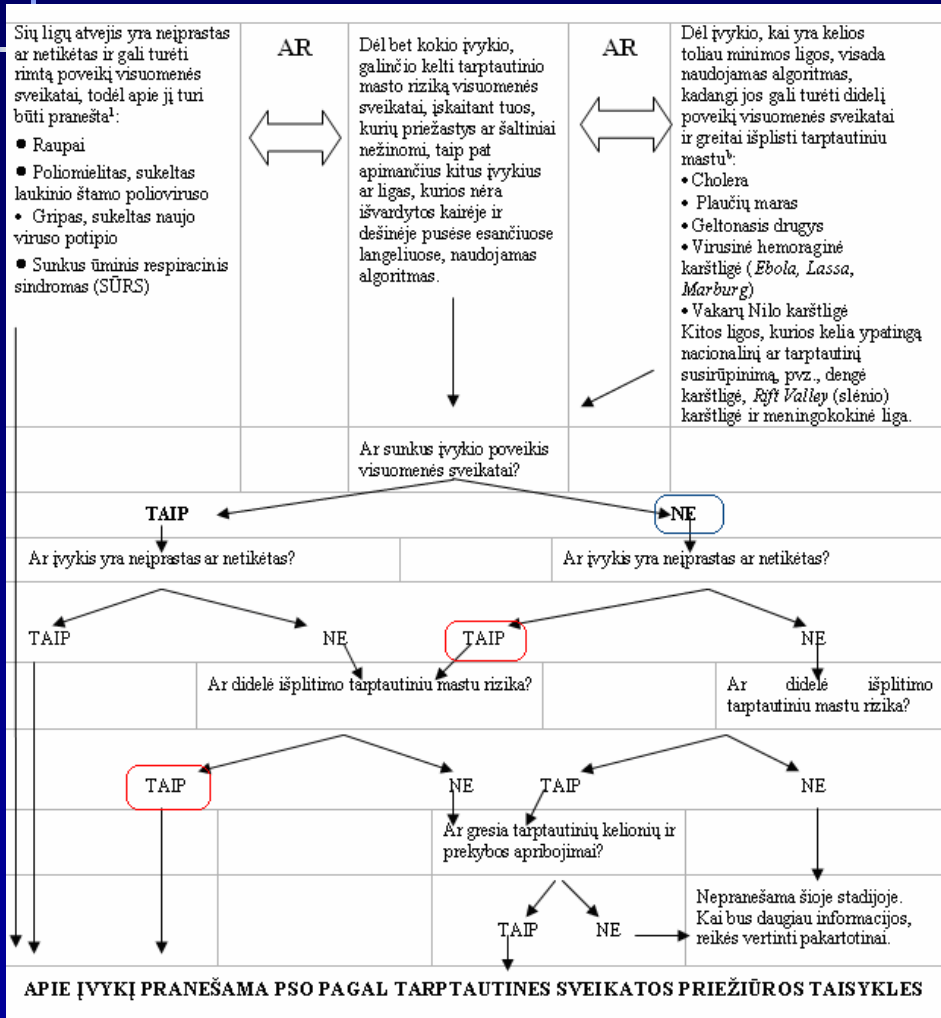 Šių ligų atvejis yra neįprastas
ar netikėtas ir gali turėti
rimtą poveikį visuomenės
sveikatai, todėl apie jį turi
būti pranešta¹:
● Raupai
● Poliomielitas, sukeltas
laukinio štamo polioviruso
• Gripas, sukeltas naujo
viruso potipio
● Sunkus ūminis respiracinis
sindromas (SŪRS)
AR
Dėl bet kokio įvykio,
galinčio kelti tarptautinio
masto riziką visuomenės
sveikatai, įskaitant tuos,
kurių priežastys ar šaltiniai
nežinomi, taip pat
apimančius kitus įvykius
ar ligas, kurios nėra
išvardytos kairėje ir
dešinėje pusėse esančiuose
langeliuose, naudojamas
algoritmas.
AR
Dėl įvykio, kai yra kelios
toliau minimos ligos, visada
naudojamas algoritmas,
kadangi jos gali turėti didelį
poveikį visuomenės sveikatai
ir greitai išplisti tarptautiniu
mastuᵇ:
• Cholera
• Plaučių maras
• Geltonasis drugys
• Virusinė hemoraginė
karštligė (Ebola, Lassa,
Marburg)
• Vakarų Nilo karštligė
Kitos ligos, kurios kelia ypatingą
nacionalinį ar tarptautinį
susirūpinimą, pvz., dengė
karštligė, Rift Valley (slėnio)
karštligė ir meningokokinė liga.
Ar sunkus įvykio poveikis
visuomenės sveikatai?
TAIP
NE
Ar įvykis yra neįprastas ar netikėtas?
Ar įvykis yra neįprastas ar netikėtas?
TAIP
NE
TAIP
NE
Ar didelė išplitimo tarptautiniu mastu rizika?
Ar didelė išplitimo
tarptautiniu mastu rizika?
TAIP
NE
TAIP
NE
Ar gresia tarptautinių kelionių ir
prekybos apribojimai?
TAIP
NE
Nepranešama šioje stadijoje.
Kai bus daugiau informacijos,
reikės vertinti pakartotinai.
APIE ĮVYKĮ PRANEŠAMA PSO PAGAL TARPTAUTINES SVEIKATOS PRIEŽIŪROS TAISYKLES